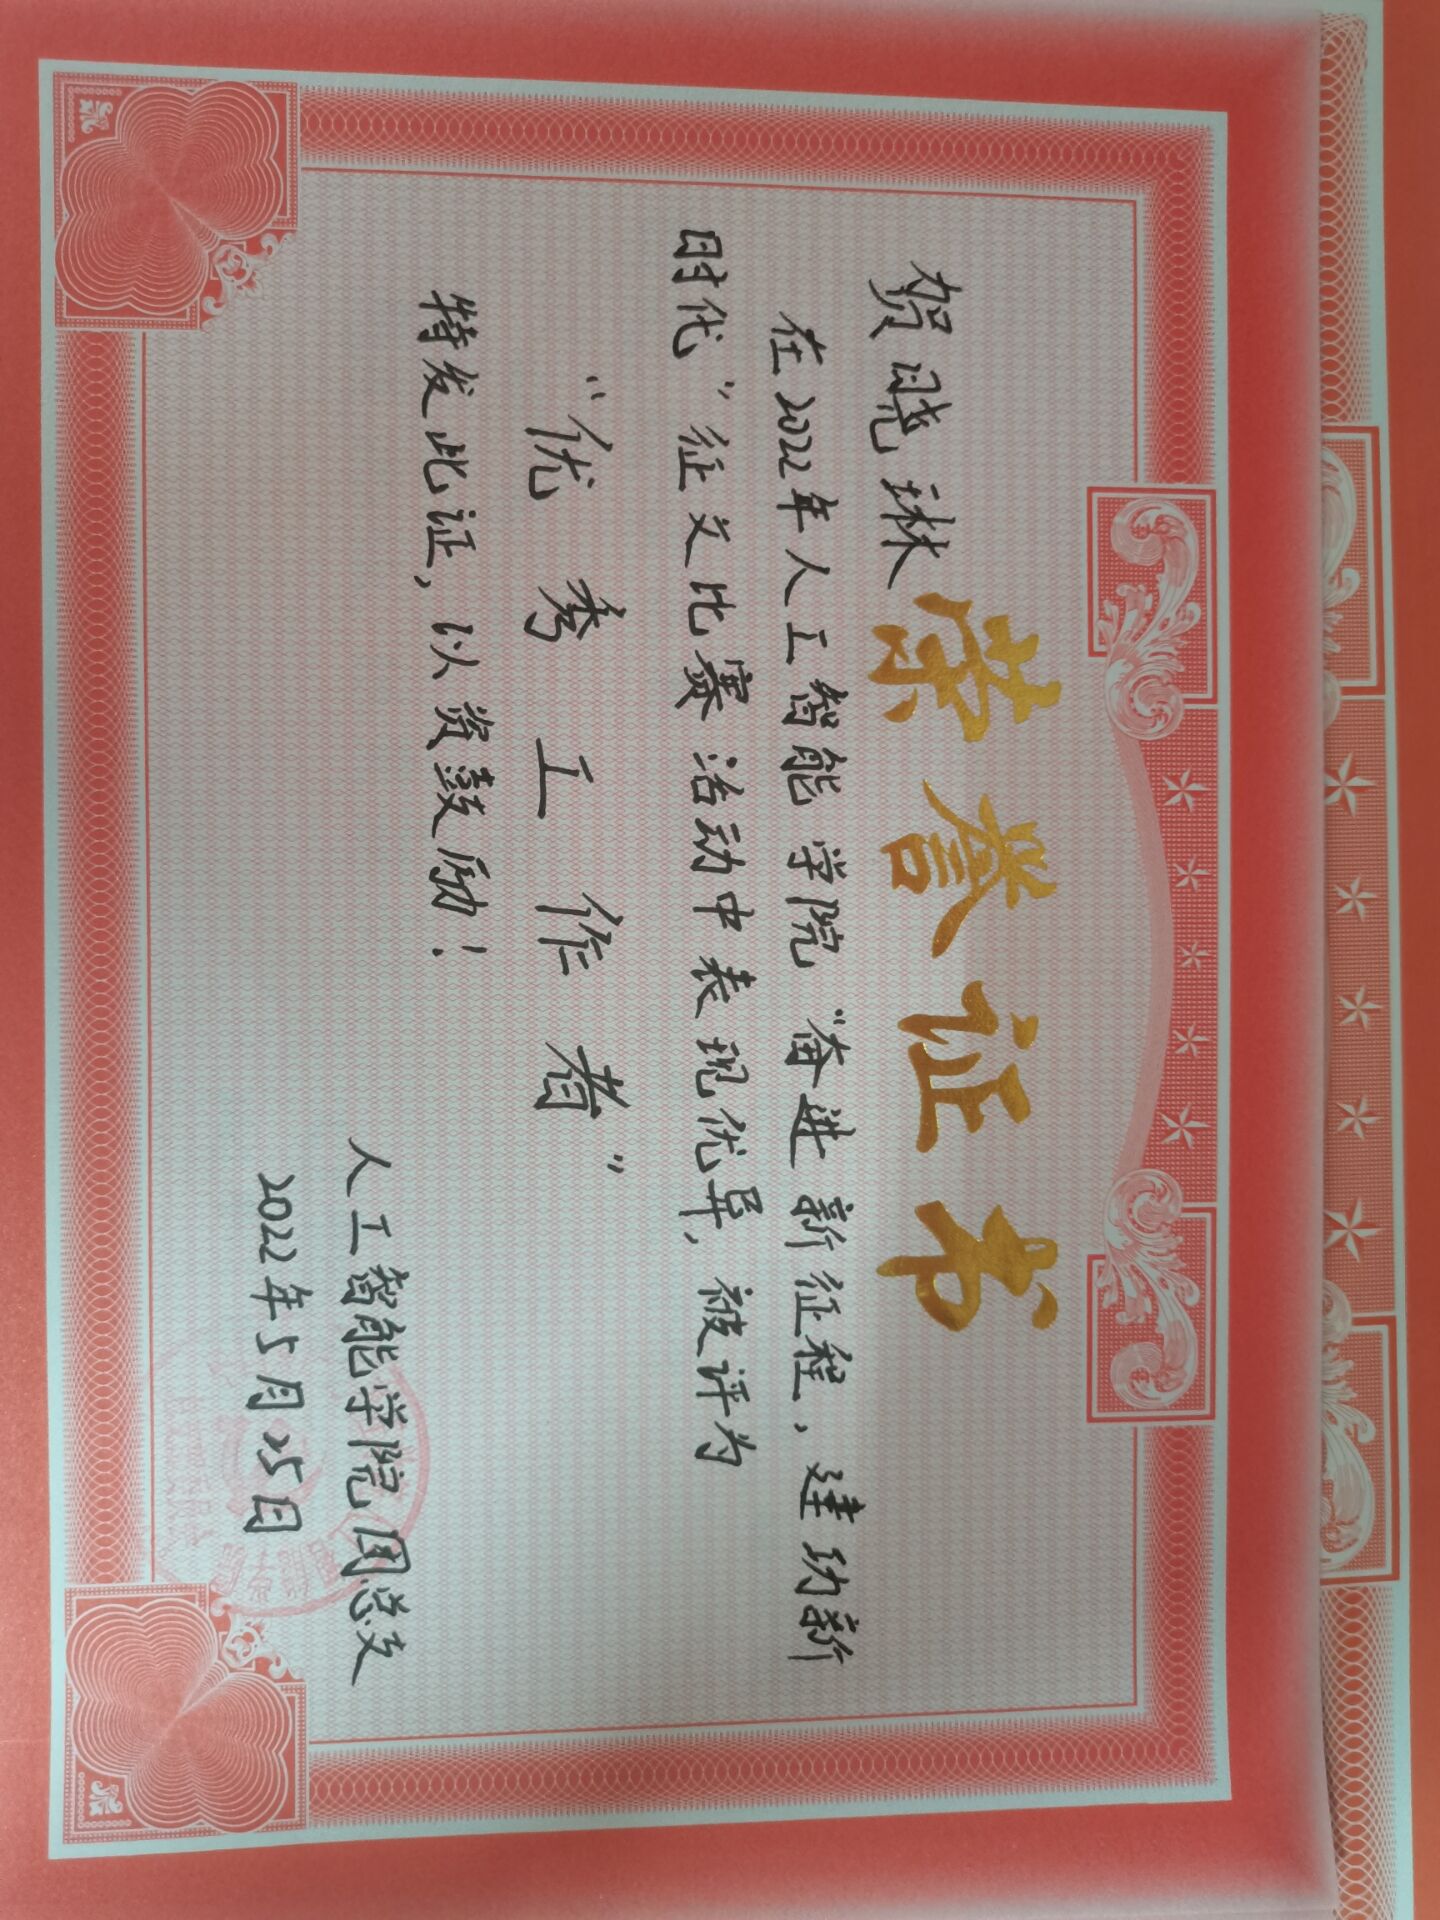 荣誉证书
贺晓琳
在2022年人工智能学院“奋进新征程,建功新
时代”征文比赛活动中表现优异,被评为
“优秀工作者”
特发此证,以资鼓励!
人工智能学院团总支
2022年5月25日